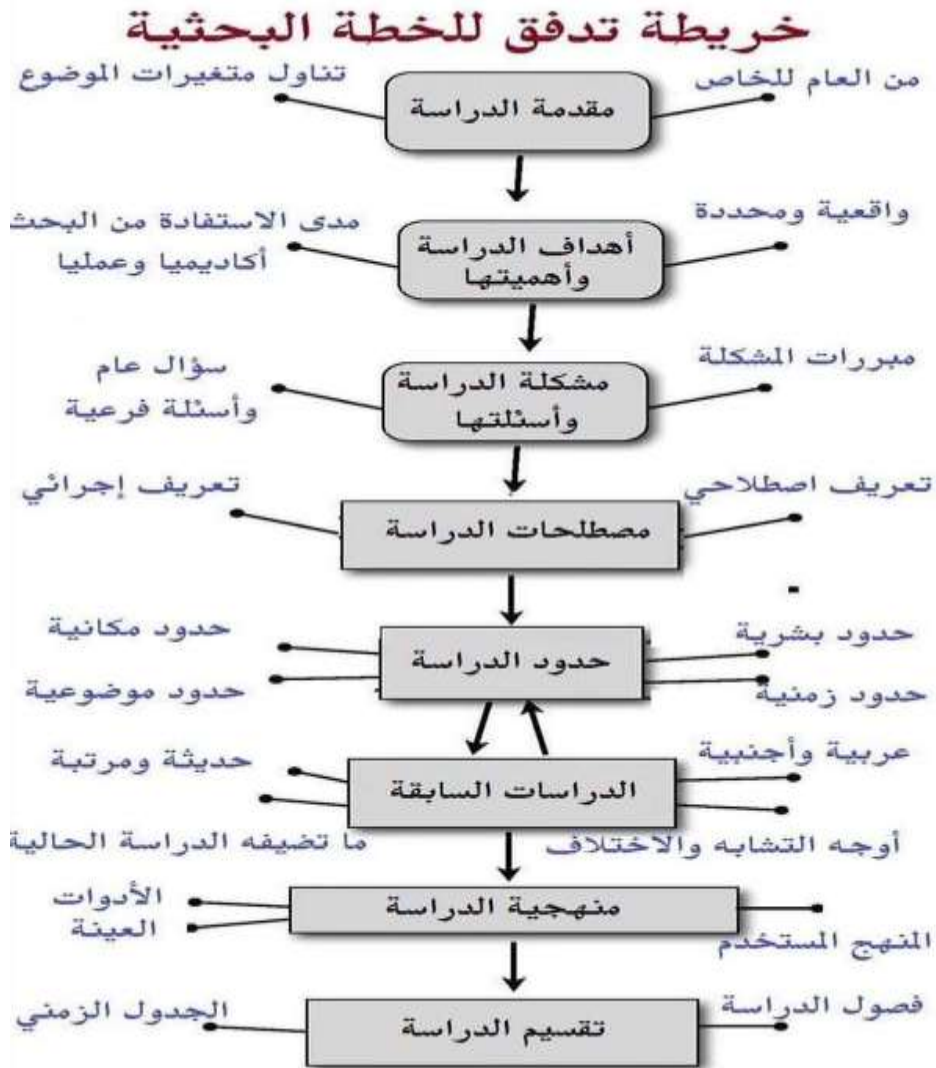 خريطة تدفق للخطة البحثية
من العام للخاص
مقدمة الدراسة
تناول متغيرات الموضوع
واقعية ومحددة
أهداف الدراسة
وأهميتها
مدى الاستفادة من البحث
أكاديميا وعمليا
مبررات المشكلة
مشكلة الدراسة
وأسئلتها
سؤال عام
وأسئلة فرعية
تعريف اصطلاحي
مصطلحات الدراسة
تعريف إجرائي
حدود بشرية
حدود زمنية
حدود الدراسة
حدود مكانية
حدود موضوعية
عربية وأجنبية
الدراسات السابقة
حديثة ومرتبة
أوجه التشابه والاختلاف
ما تضيفه الدراسة الحالية
المنهج المستخدم
منهجية الدراسة
الأدوات
العينة
فصول الدراسة
تقسيم الدراسة
الجدول الزمني